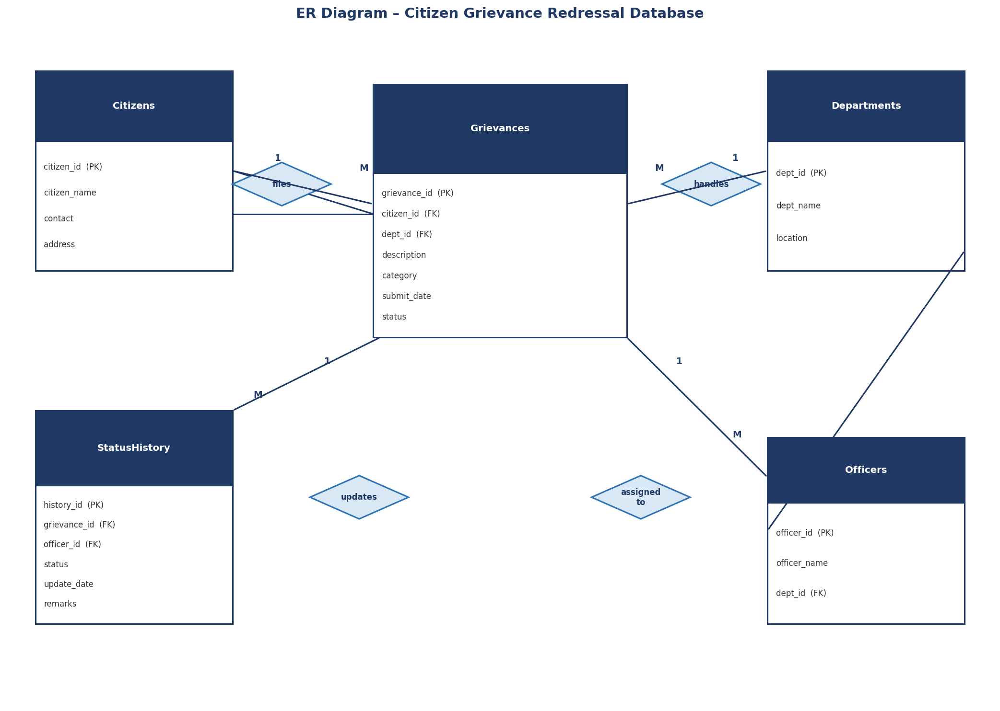 ER Diagram – Citizen Grievance Redressal Database
Citizens
citizen_id  (PK)
citizen_name
contact
address
1
files
M
Grievances
grievance_id  (PK)
citizen_id  (FK)
dept_id  (FK)
description
category
submit_date
status
M
1
handles
Departments
dept_id  (PK)
dept_name
location
1
M
1
M
StatusHistory
history_id  (PK)
grievance_id  (FK)
officer_id  (FK)
status
update_date
remarks
updates
assigned
to
Officers
officer_id  (PK)
officer_name
dept_id  (FK)